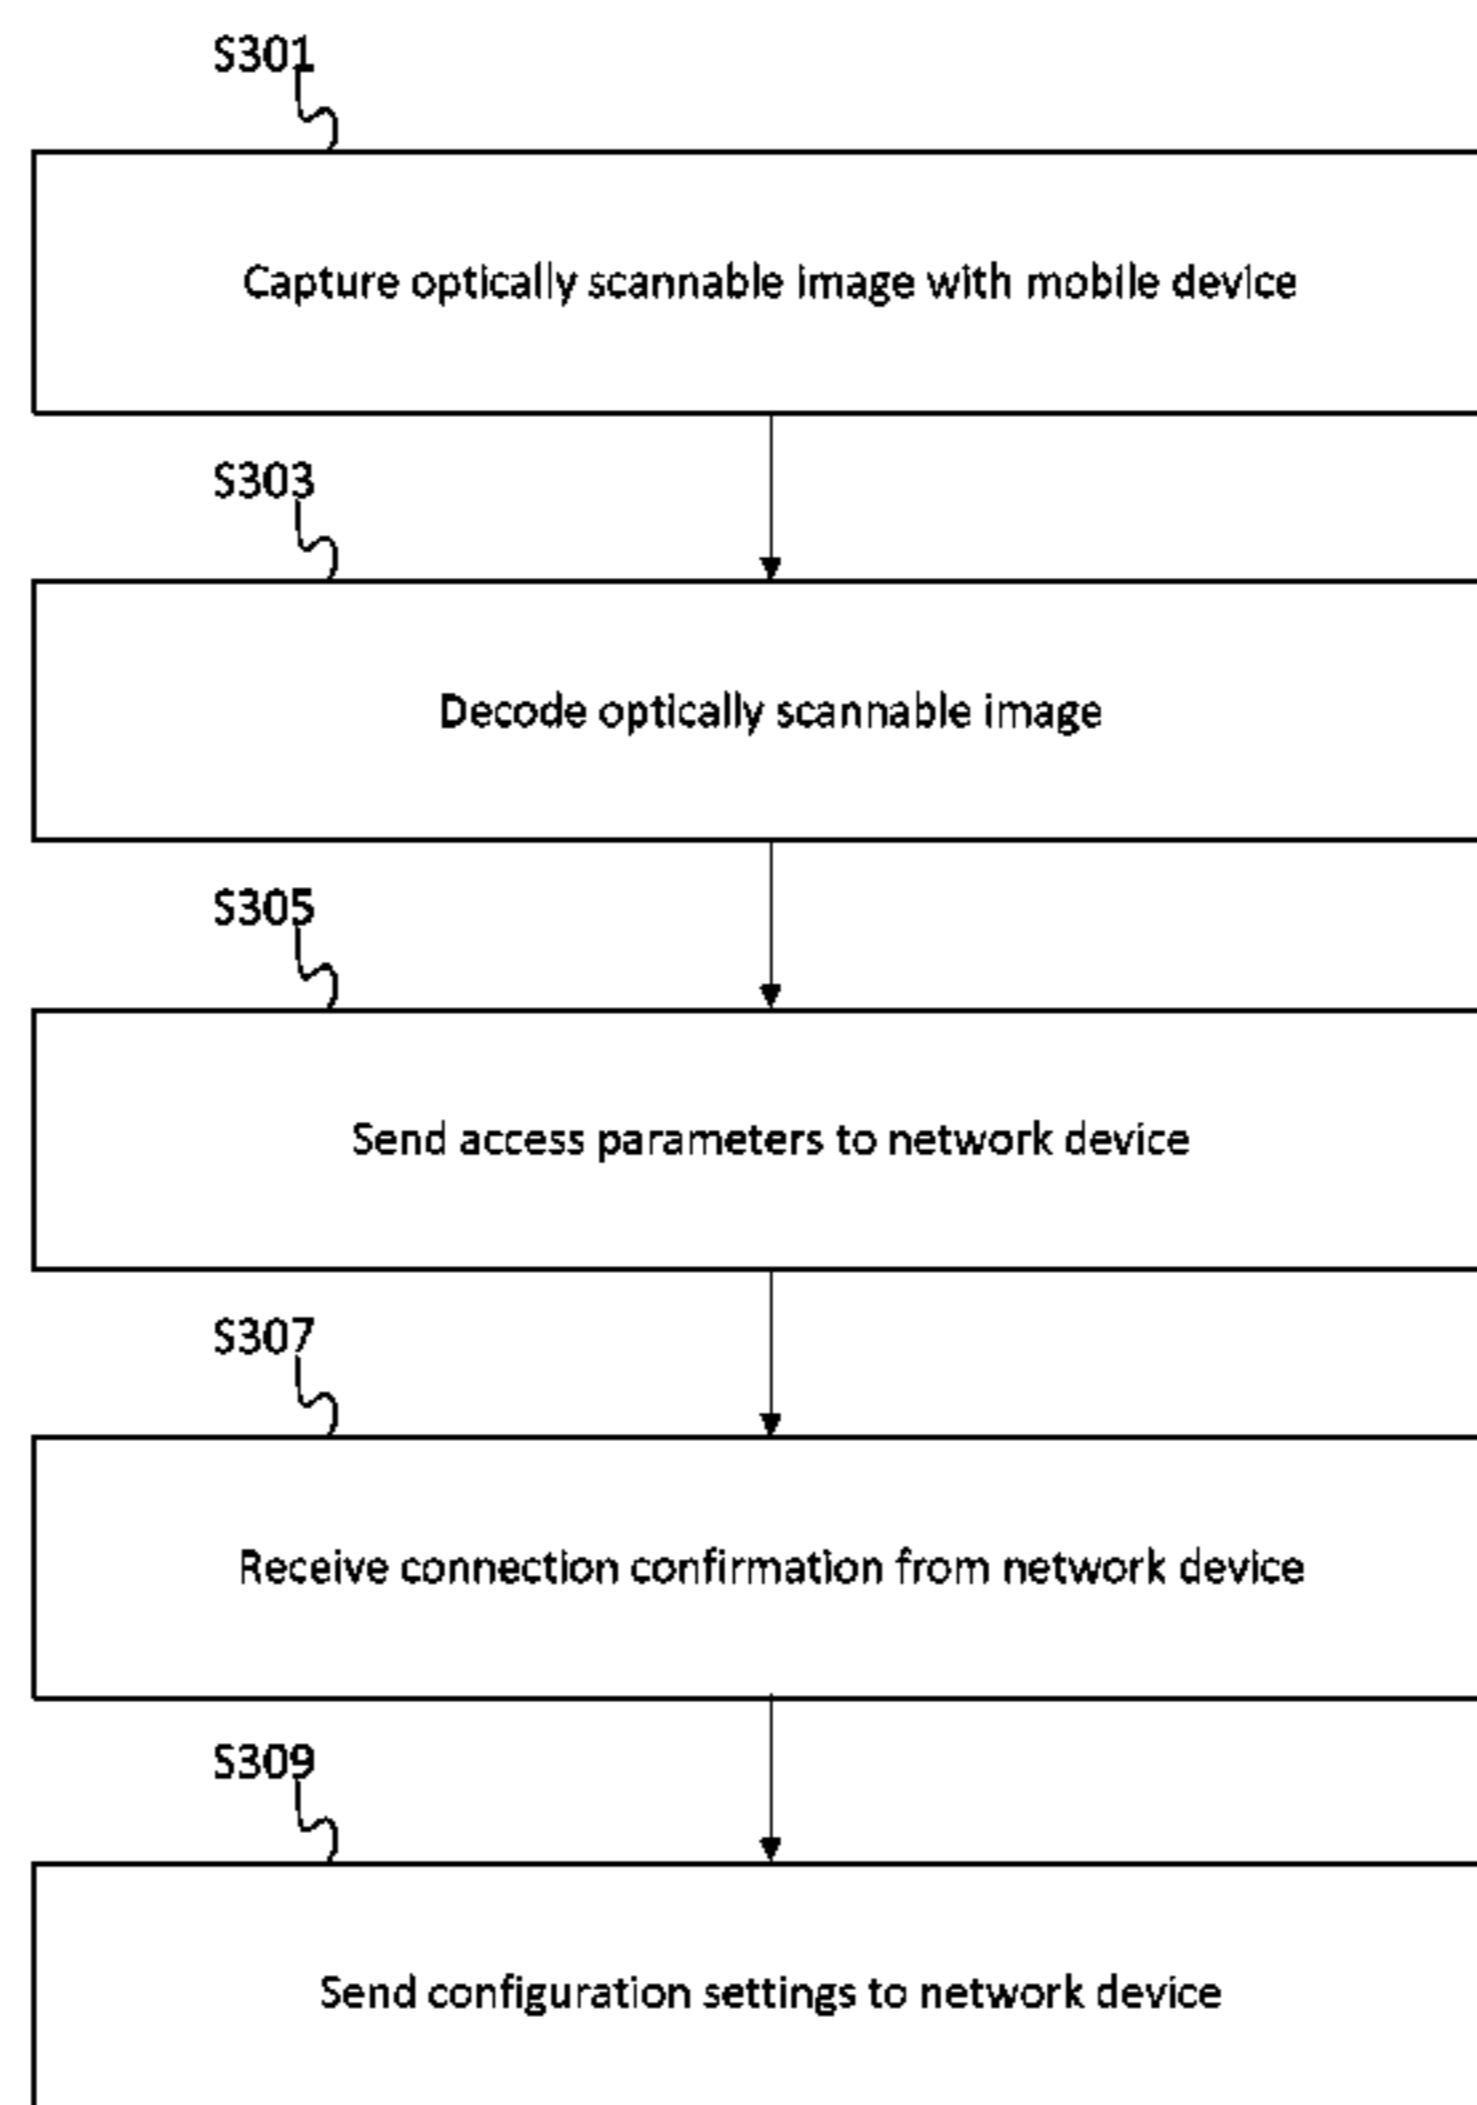 S301
Capture optically scannable image with mobile device
S303
Decode optically scannable image
S305
Send access parameters to network device
S307
Receive connection confirmation from network device
S309
Send configuration settings to network device